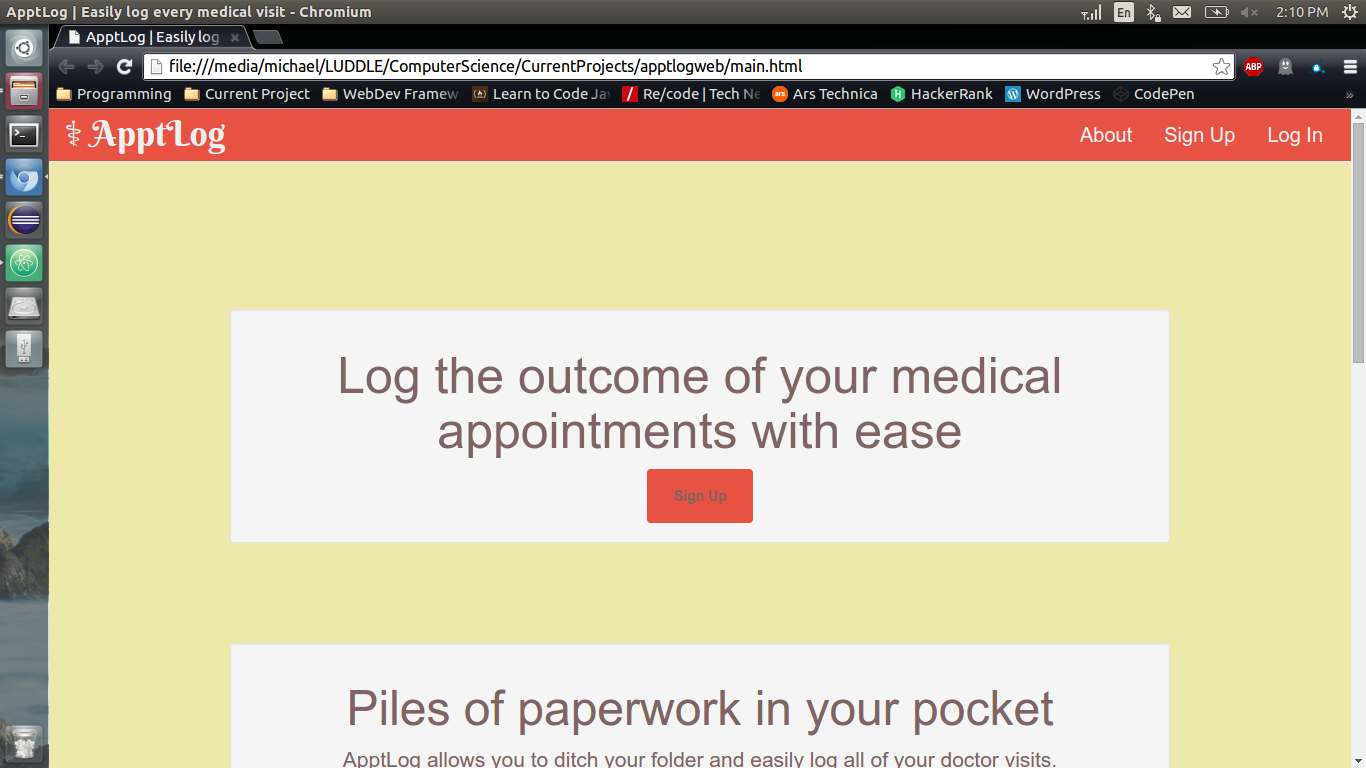 ApptLog | Easily log every medical visit - Chromium
En
2:10 PM
ApptLog | Easily log
file:///media/michael/LUDDLE/ComputerScience/CurrentProjects/apptlogweb/main.html
ABP
Programming
Current Project
WebDev Framew
Learn to Code Jav
Re/code | Tech Ne
ars
Ars Technica
HackerRank
WordPress
CodePen
»
ApptLog
About
Sign Up
Log In
Log the outcome of your medical
appointments with ease
Sign Up
Piles of paperwork in your pocket
ApptLog allows you to ditch your folder and easily log all of your doctor visits.